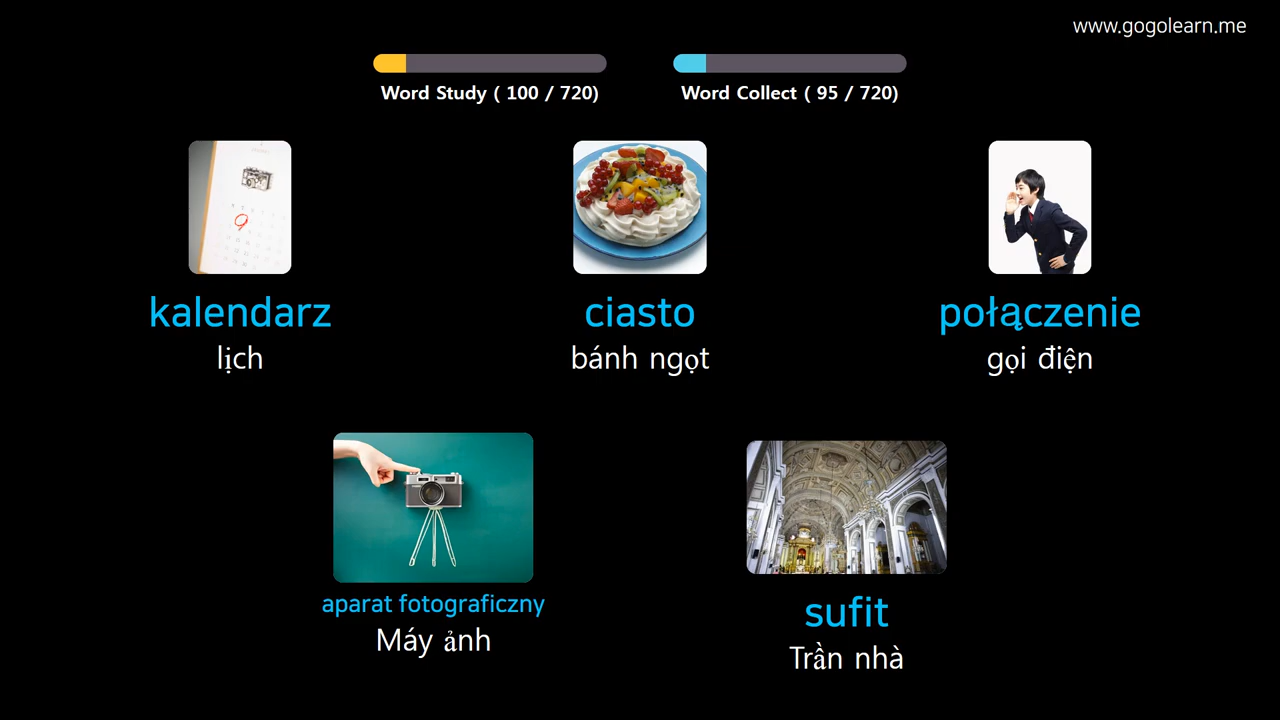 www.gogolearn.me
Word Study ( 100 / 720)
Word Collect ( 95 / 720)
kalendarz
lịch
ciasto
bánh ngọt
połączenie
gọi điện
aparat fotograficzny
Máy ảnh
sufit
Trần nhà